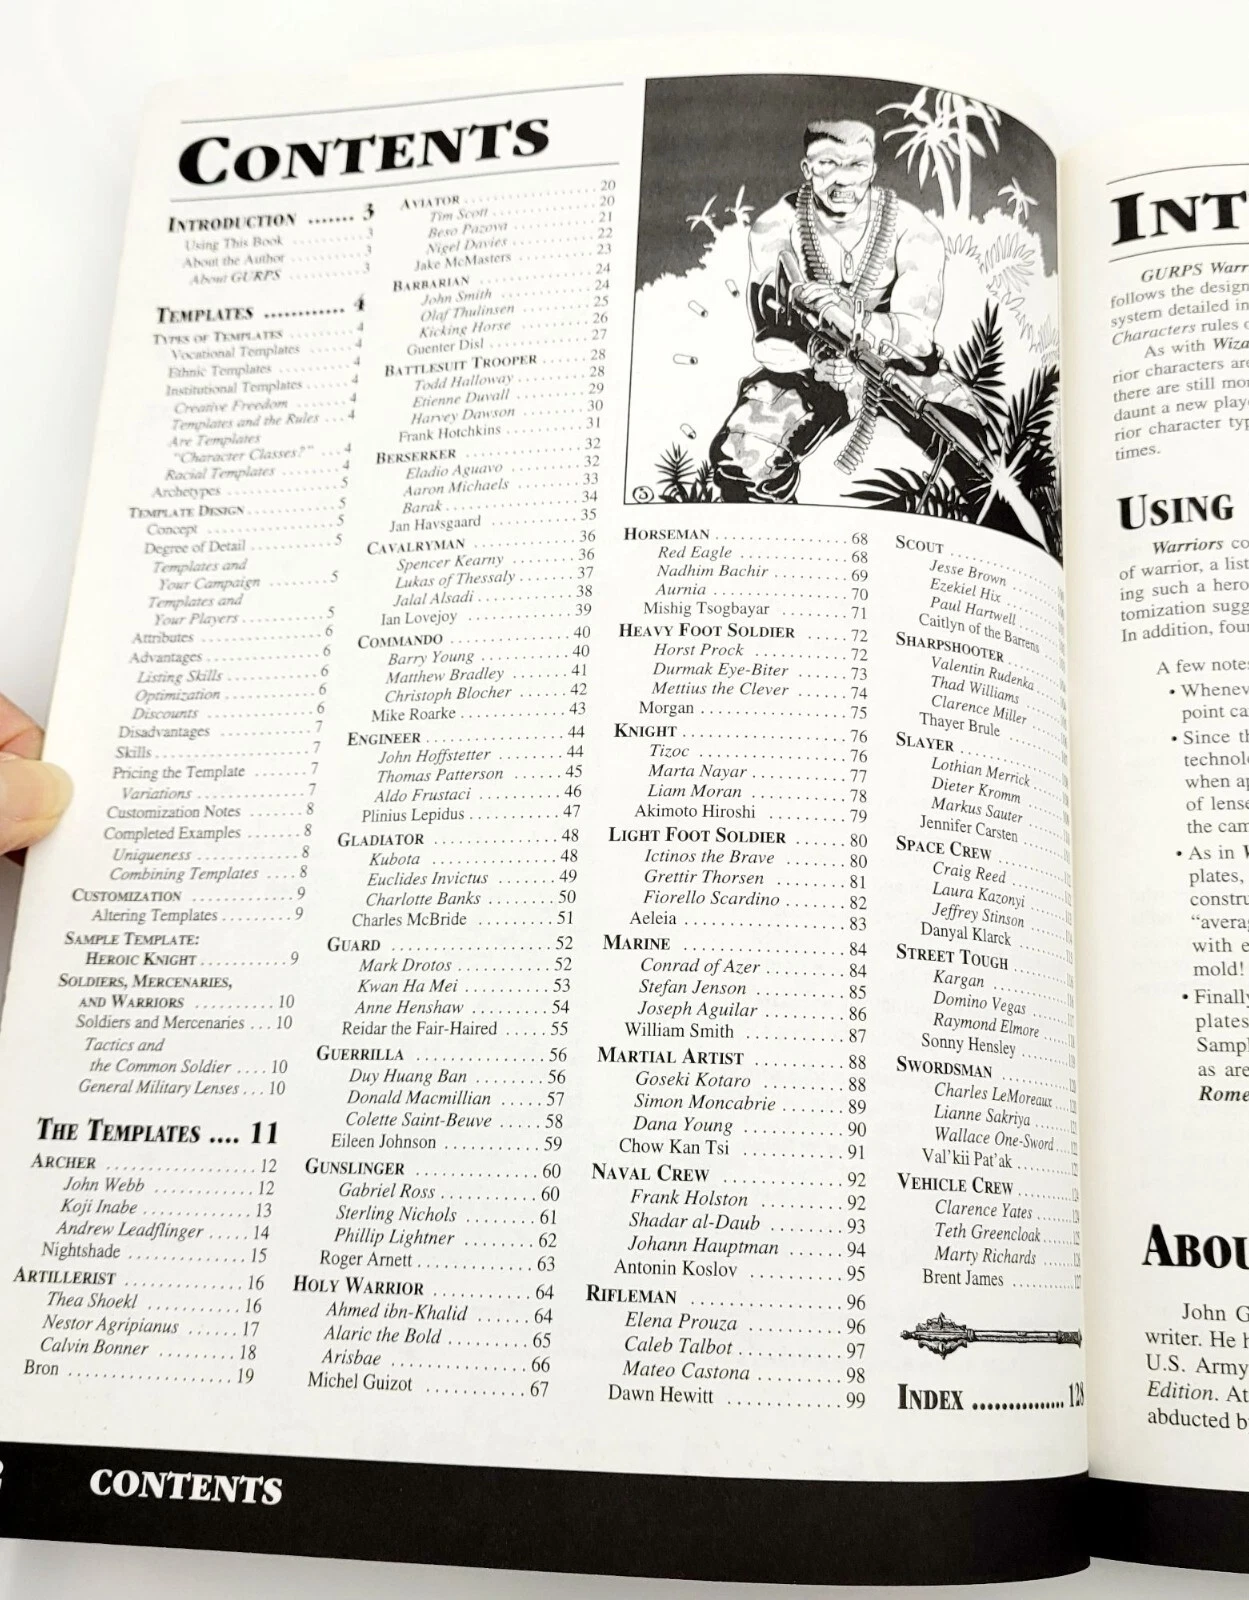 CONTENTS
INTRODUCTION ....... 3
Using This Book .......... 3
About the Author .......... 3
About GURPS .......... 3
TEMPLATES ............ 4
TYPES OF TEMPLATES .......... 4
Vocational Templates ....... 4
Ethnic Templates .......... 4
Institutional Templates ..... 4
Creative Freedom ........ 4
Templates and the Rules ... 4
Are Templates
"Character Classes?" ... 4
Racial Templates ......... 4
Archetypes .............. 5
TEMPLATE DESIGN ............ 5
Concept ................ 5
Degree of Detail .......... 5
Templates and
Your Campaign ........ 5
Templates and
Your Players .......... 5
Attributes .............. 6
Advantages .............. 6
Listing Skills .......... 6
Optimization ............ 6
Discounts .............. 6
Disadvantages ........... 7
Skills .................. 7
Pricing the Template ....... 7
Variations ............. 7
Customization Notes ....... 8
Completed Examples ....... 8
Uniqueness ............. 8
Combining Templates .... 8
CUSTOMIZATION ............ 9
Altering Templates ......... 9
SAMPLE TEMPLATE:
HEROIC KNIGHT ........... 9
SOLDIERS, MERCENARIES,
AND WARRIORS .......... 10
Soldiers and Mercenaries ... 10
Tactics and
the Common Soldier .... 10
General Military Lenses ... 10
THE TEMPLATES .... 11
ARCHER ................. 12
John Webb ............. 12
Koji Inabe ............. 13
Andrew Leadflinger ..... 14
Nightshade .............. 15
ARTILLERIST .............. 16
Thea Shoekl ........... 16
Nestor Agripianus ...... 17
Calvin Bonner ......... 18
Bron ................... 19
AVIATOR ................ 20
Tim Scott .............. 20
Beso Pazova ........... 21
Nigel Davies ........... 22
Jake McMasters .......... 23
BARBARIAN ............... 24
John Smith ............ 24
Olaf Thulinsen ......... 25
Kicking Horse .......... 26
Guenter Disl ............ 27
BATTLESUIT TROOPER ....... 28
Todd Halloway ......... 28
Etienne Duvall ......... 29
Harvey Dawson ........ 30
Frank Hotchkins .......... 31
BERSERKER .............. 32
Eladio Aguavo ......... 32
Aaron Michaels ........ 33
Barak ................ 34
Jan Havsgaard ........... 35
CAVALRYMAN .............. 36
Spencer Kearny ........ 36
Lukas of Thessaly ...... 37
Jalal Alsadi ........... 38
Ian Lovejoy ............. 39
COMMANDO .............. 40
Barry Young ........... 40
Matthew Bradley ....... 41
Christoph Blocher ...... 42
Mike Roarke ............ 43
ENGINEER ............... 44
John Hoffstetter ........ 44
Thomas Patterson ...... 45
Aldo Frustaci .......... 46
Plinius Lepidus .......... 47
GLADIATOR .............. 48
Kubota ................ 48
Euclides Invictus ....... 49
Charlotte Banks ........ 50
Charles McBride ......... 51
GUARD ................. 52
Mark Drotos ........... 52
Kwan Ha Mei .......... 53
Anne Henshaw ......... 54
Reidar the Fair-Haired ..... 55
GUERRILLA .............. 56
Duy Huang Ban ........ 56
Donald Macmillian ..... 57
Colette Saint-Beuve ..... 58
Eileen Johnson ........... 59
GUNSLINGER .............. 60
Gabriel Ross ........... 60
Sterling Nichols ........ 61
Phillip Lightner ........ 62
Roger Arnett ............. 63
HOLY WARRIOR ........... 64
Ahmed ibn-Khalid ...... 64
Alaric the Bold ......... 65
Arisbae ............... 66
Michel Guizot ........... 67
HORSEMAN .............. 68
Red Eagle ............. 68
Nadhim Bachir ......... 69
Aurnia ................ 70
Mishig Tsogbayar ........ 71
HEAVY FOOT SOLDIER ..... 72
Horst Prock ........... 72
Durmak Eye-Biter ...... 73
Mettius the Clever ...... 74
Morgan ................ 75
KNIGHT ................. 76
Tizoc ................. 76
Marta Nayar ........... 77
Liam Moran ........... 78
Akimoto Hiroshi ......... 79
LIGHT FOOT SOLDIER ...... 80
Ictinos the Brave ....... 80
Grettir Thorsen ........ 81
Fiorello Scardino ....... 82
Aeleia .................. 83
MARINE ................. 84
Conrad of Azer ......... 84
Stefan Jenson .......... 85
Joseph Aguilar ......... 86
William Smith ........... 87
MARTIAL ARTIST .......... 88
Goseki Kotaro ......... 88
Simon Moncabrie ....... 89
Dana Young ........... 90
Chow Kan Tsi ........... 91
NAVAL CREW ............ 92
Frank Holston ......... 92
Shadar al-Daub ........ 93
Johann Hauptman ...... 94
Antonin Koslov .......... 95
RIFLEMAN ............... 96
Elena Prouza .......... 96
Caleb Talbot ........... 97
Mateo Castona ......... 98
Dawn Hewitt ............ 99
SCOUT
Jesse Brown
Ezekiel Hix
Paul Hartwell
Caitlyn of the Barrens
SHARPSHOOTER
Valentin Rudenka
Thad Williams
Clarence Miller
Thayer Brule
SLAYER
Lothian Merrick
Dieter Kromm
Markus Sauter
Jennifer Carsten
SPACE CREW
Craig Reed
Laura Kazonyi
Jeffrey Stinson
Danyal Klarck
STREET TOUGH
Kargan
Domino Vegas
Raymond Elmore
Sonny Hensley
SWORDSMAN
Charles LeMoreaux
Lianne Sakriya
Wallace One-Sword
Val'kii Pat'ak
VEHICLE CREW
Clarence Yates
Teth Greencloak
Marty Richards
Brent James
INDEX ............... 128
CONTENTS
INT
GURPS Warr
follows the design
system detailed in
Characters rules
As with Wiza
rior characters are
there are still mor
daunt a new play
rior character typ
times.
USING
Warriors co
of warrior, a list
ing such a hero
tomization sugg
In addition, four
A few notes
• Whenev
point ca
• Since th
technol
when ap
of lense
the cam
• As in
plates,
constru
"averag
with e
mold!
• Finally
plates
Sampl
as are
Rome
ABOU
John G
writer. He h
U.S. Army
Edition. At
abducted b